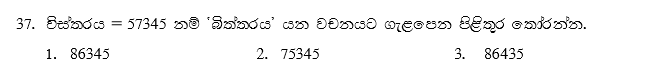 37. විස්තරය = 57345 නම් 'බිත්තරය' යන වචනයට ගැළපෙන පිළිතුර තෝරන්න.
1. 86345 2. 75345 3. 86435